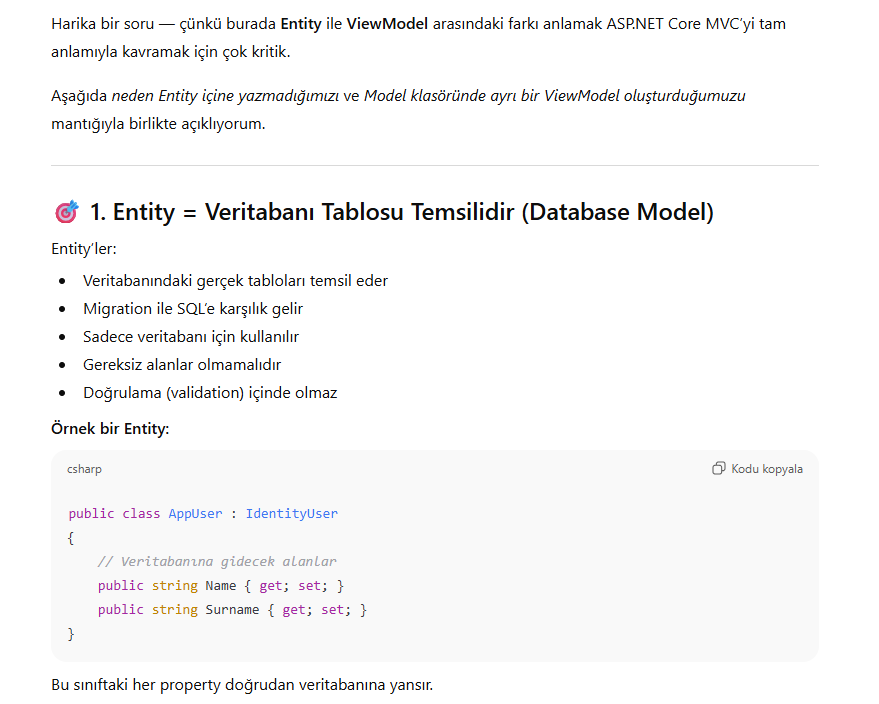 Harika bir soru — çünkü burada Entity ile ViewModel arasındaki farkı anlamak ASP.NET Core MVC’yi tam
anlamıyla kavramak için çok kritik.
Aşağıda neden Entity içine yazmadığımızı ve Model klasöründe ayrı bir ViewModel oluşturduğumuzu
mantığıyla birlikte açıklıyorum.
🎯 1. Entity = Veritabanı Tablosu Temsilidir (Database Model)
Entity’ler:
• Veritabanındaki gerçek tabloları temsil eder
• Migration ile SQL’e karşılık gelir
• Sadece veritabanı için kullanılır
• Gereksiz alanlar olmamalıdır
• Doğrulama (validation) içinde olmaz
Örnek bir Entity:
csharp Kodu kopyala
public class AppUser : IdentityUser
{
    // Veritabanına gidecek alanlar
    public string Name { get; set; }
    public string Surname { get; set; }
}
Bu sınıftaki her property doğrudan veritabanına yansır.